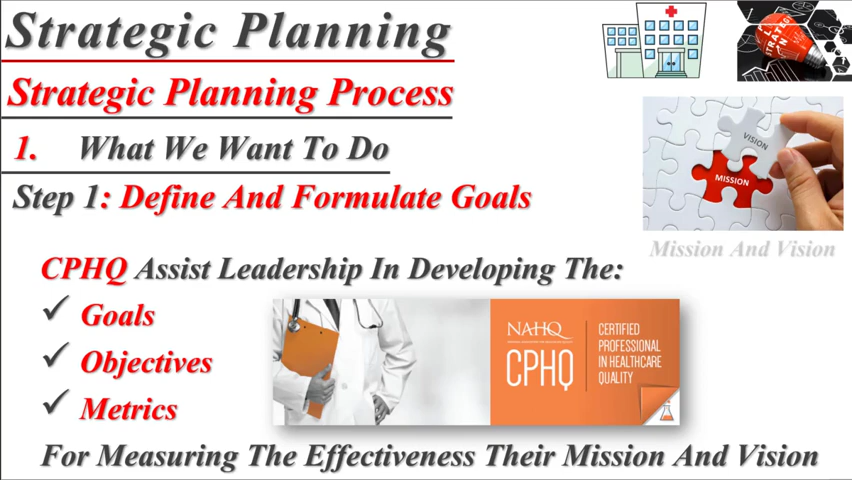 Strategic Planning
Strategic Planning Process
1. What We Want To Do
Step 1: Define And Formulate Goals
VISION
MISSION
Mission And Vision
CPHQ Assist Leadership In Developing The:
✓ Goals
✓ Objectives
✓ Metrics
NAHQ
CPHQ
CERTIFIED
PROFESSIONAL
IN HEALTHCARE
QUALITY
For Measuring The Effectiveness Their Mission And Vision